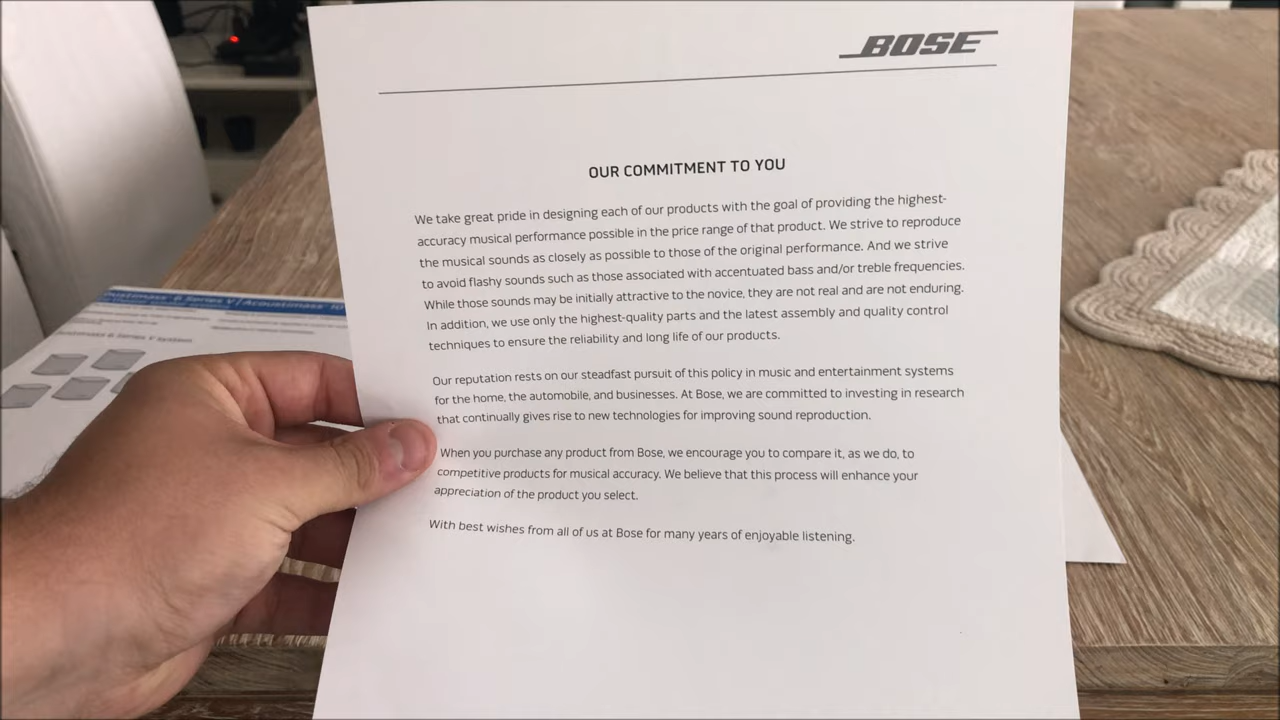 BOSE
OUR COMMITMENT TO YOU
We take great pride in designing each of our products with the goal of providing the highest-
accuracy musical performance possible in the price range of that product. We strive to reproduce
the musical sounds as closely as possible to those of the original performance. And we strive
to avoid flashy sounds such as those associated with accentuated bass and/or treble frequencies.
While those sounds may be initially attractive to the novice, they are not real and are not enduring.
In addition, we use only the highest-quality parts and the latest assembly and quality control
techniques to ensure the reliability and long life of our products.
Our reputation rests on our steadfast pursuit of this policy in music and entertainment systems
for the home, the automobile, and businesses. At Bose, we are committed to investing in research
that continually gives rise to new technologies for improving sound reproduction.
When you purchase any product from Bose, we encourage you to compare it, as we do, to
competitive products for musical accuracy. We believe that this process will enhance your
appreciation of the product you select.
With best wishes from all of us at Bose for many years of enjoyable listening.
6 Series V | Acoustimass® 10
6 Series V system